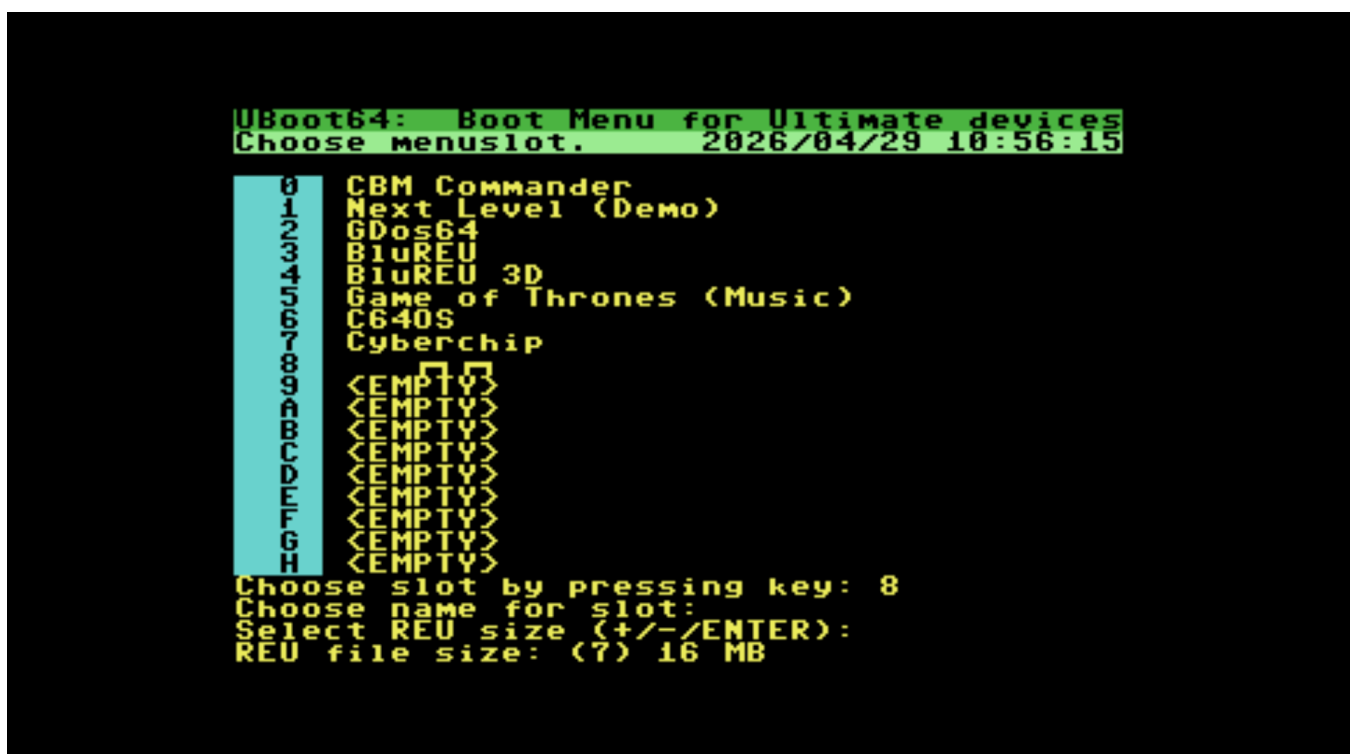 UBoot64:  Boot Menu for Ultimate devices
Choose menuslot.     2026/04/29 10:56:15
0 CBM Commander
1 Next Level (Demo)
2 GDos64
3 BluREU
4 BluREU 3D
5 Game of Thrones (Music)
6 C64OS
7 Cyberchip
8
9 <EMPTY>
A <EMPTY>
B <EMPTY>
C <EMPTY>
D <EMPTY>
E <EMPTY>
F <EMPTY>
G <EMPTY>
H <EMPTY>
Choose slot by pressing key: 8
Choose name for slot:
Select REU size (+/-/ENTER):
REU file size: (7) 16 MB